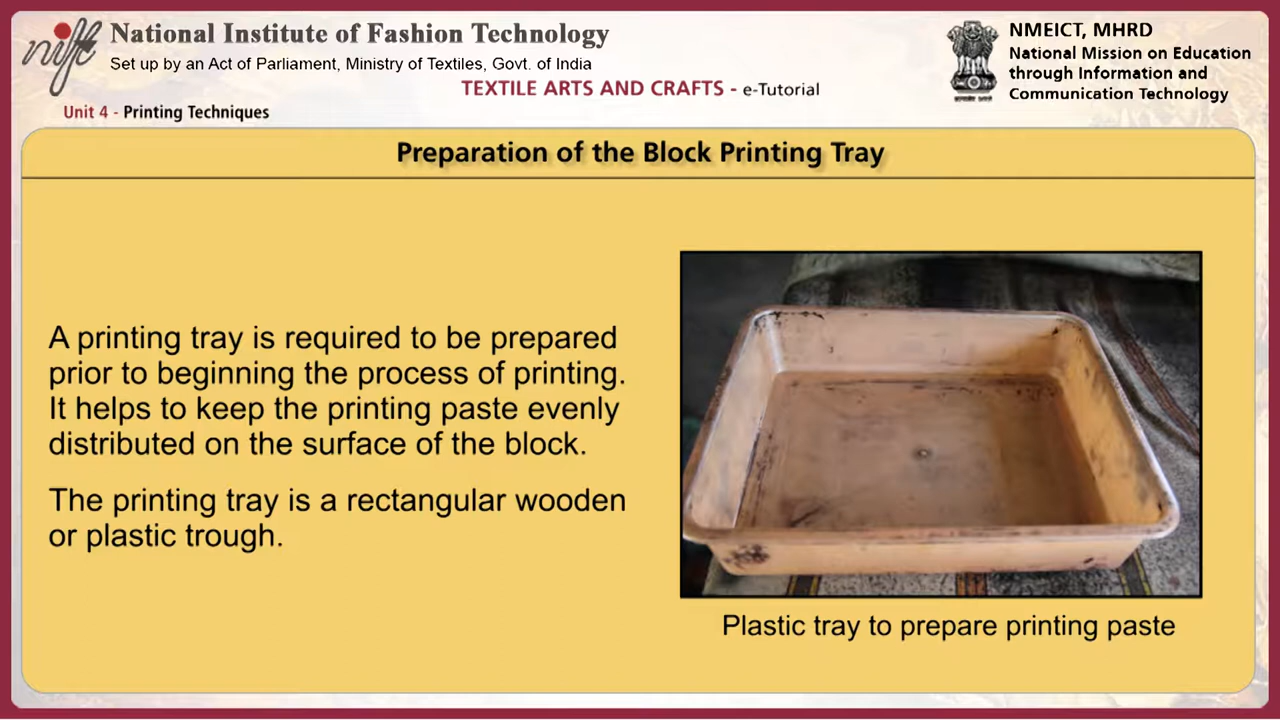 nift
National Institute of Fashion Technology
Set up by an Act of Parliament, Ministry of Textiles, Govt. of India
TEXTILE ARTS AND CRAFTS - e-Tutorial
Unit 4 - Printing Techniques
NMEICT, MHRD
National Mission on Education
through Information and
Communication Technology
Preparation of the Block Printing Tray
A printing tray is required to be prepared
prior to beginning the process of printing.
It helps to keep the printing paste evenly
distributed on the surface of the block.
The printing tray is a rectangular wooden
or plastic trough.
Plastic tray to prepare printing paste